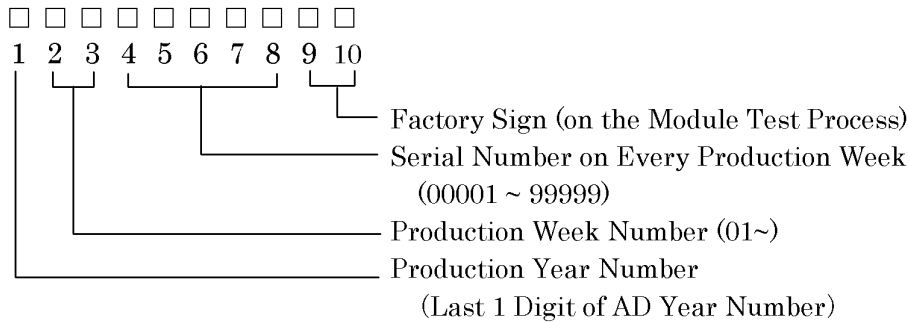 □ □ □ □ □ □ □ □ □ □
1 2 3 4 5 6 7 8 9 10
Factory Sign (on the Module Test Process)
Serial Number on Every Production Week
(00001 ~ 99999)
Production Week Number (01~)
Production Year Number
(Last 1 Digit of AD Year Number)